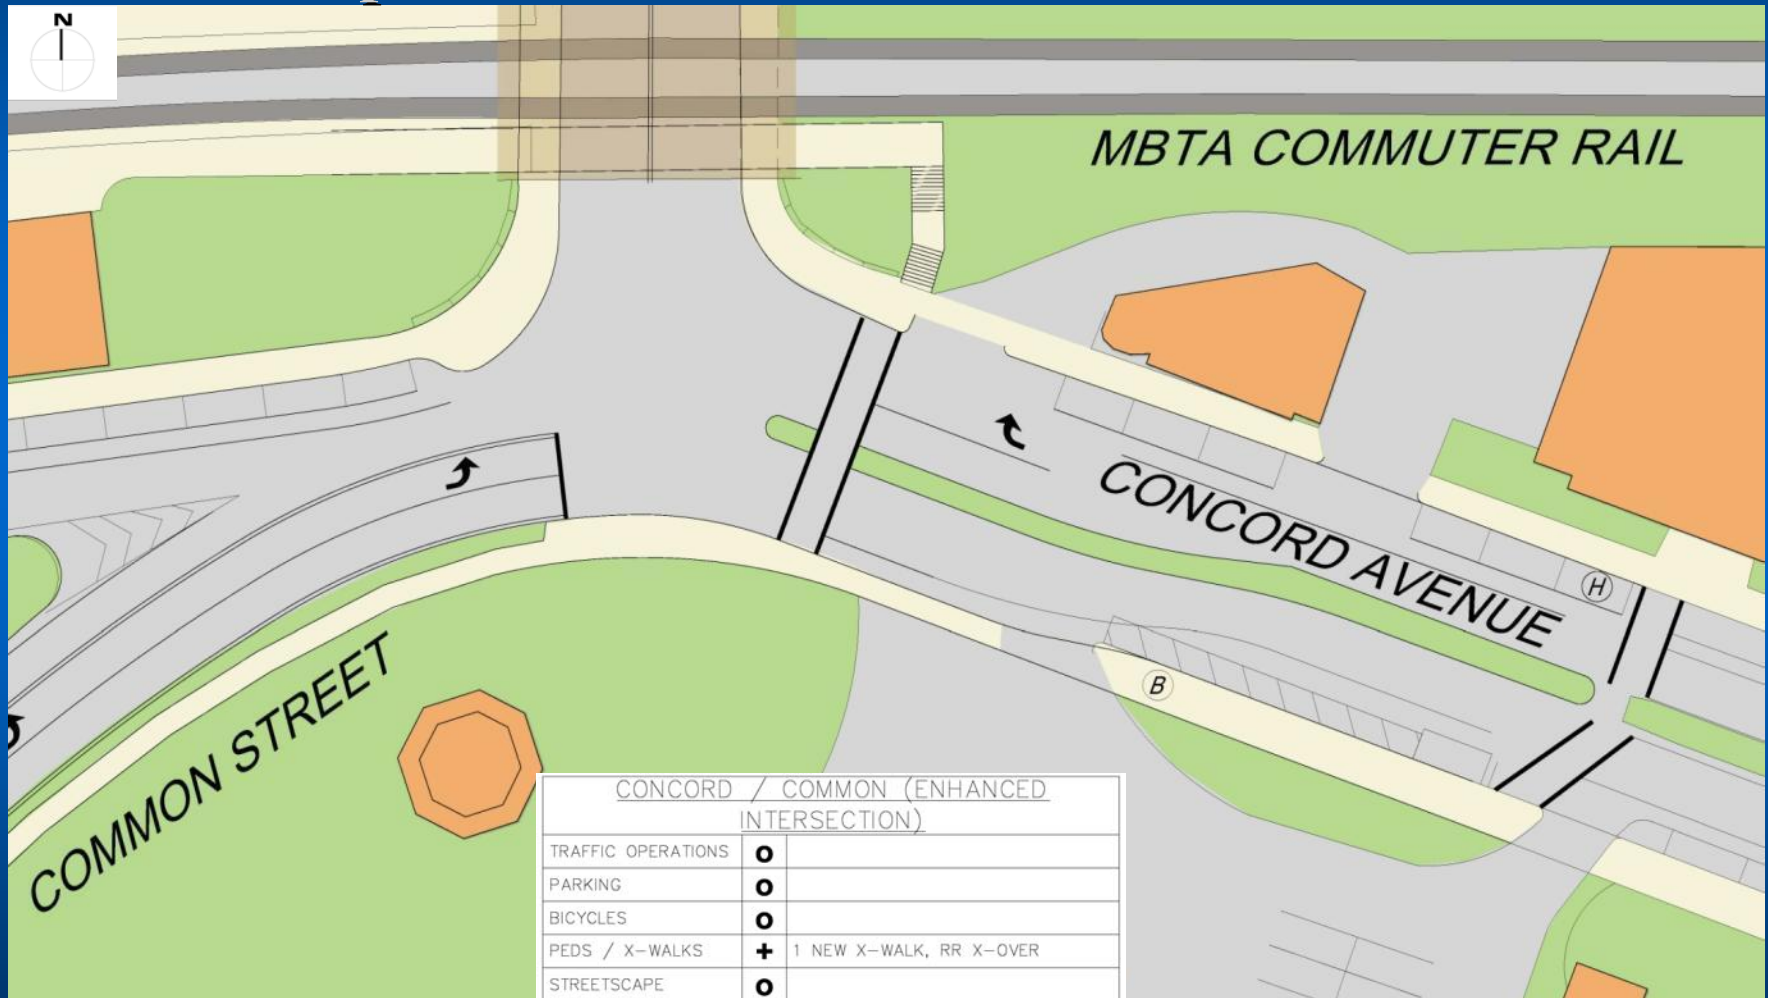 N
MBTA COMMUTER RAIL
CONCORD AVENUE
H
B
COMMON STREET
CONCORD / COMMON (ENHANCED
INTERSECTION)
TRAFFIC OPERATIONS O
PARKING O
BICYCLES O
PEDS / X-WALKS + 1 NEW X-WALK, RR X-OVER
STREETSCAPE O